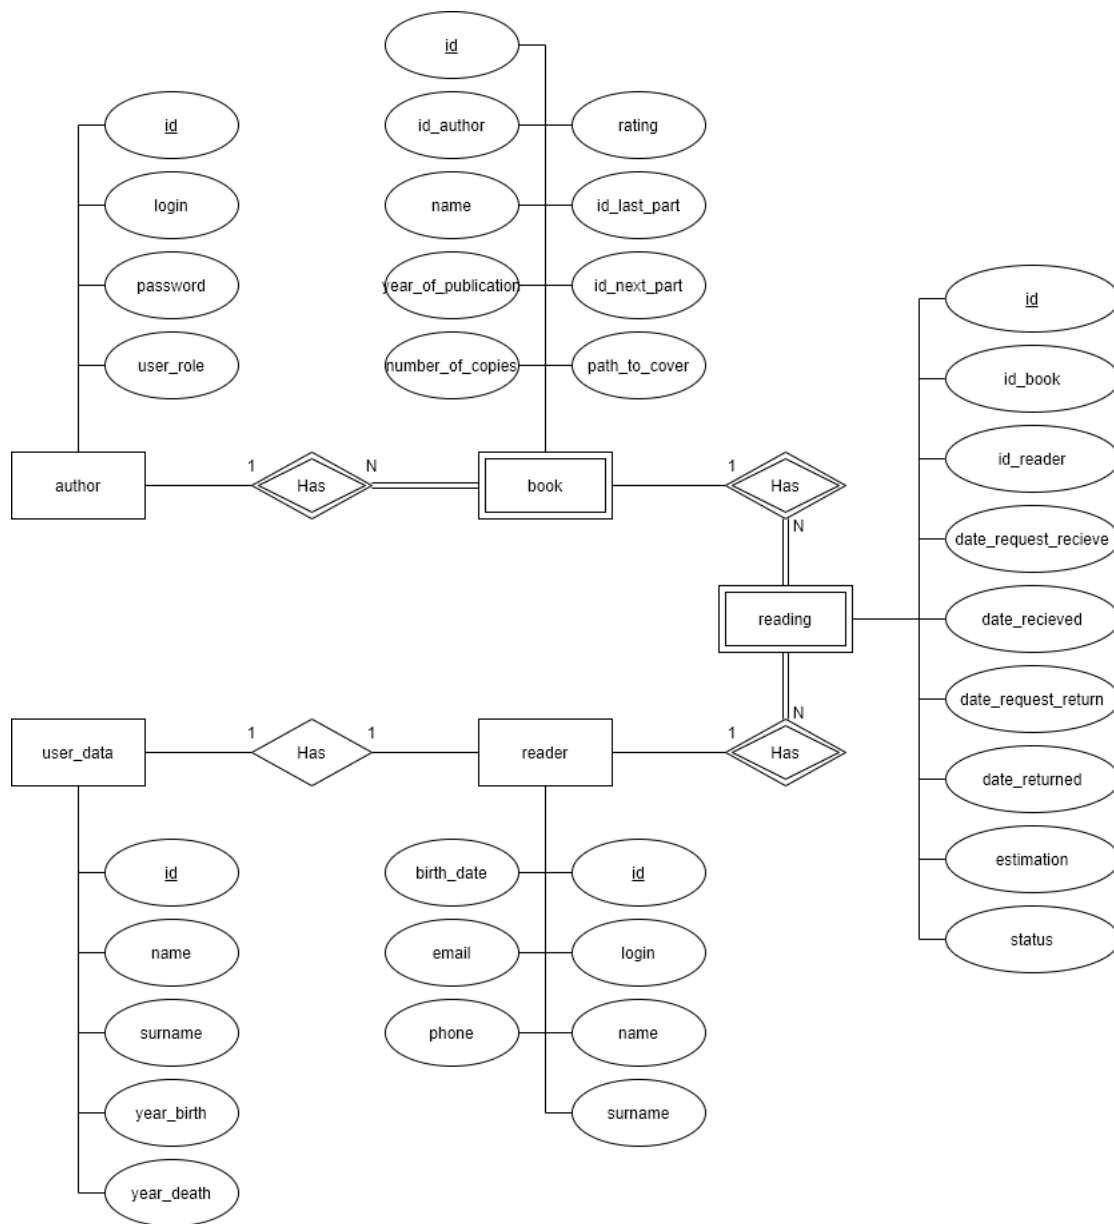 id
id_author
rating
name
id_last_part
year_of_publication
id_next_part
number_of_copies
path_to_cover
id
login
password
user_role
author
1
Has
N
book
1
Has
N
reading
id
id_book
id_reader
date_request_recieve
date_recieved
date_request_return
date_returned
estimation
status
user_data
1
Has
1
reader
1
Has
N
id
name
surname
year_birth
year_death
birth_date
id
email
login
phone
name
surname